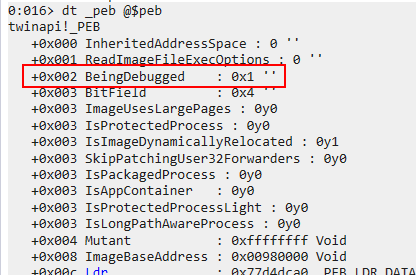 0:016> dt _peb @$peb
twinapi!_PEB
+0x000 InheritedAddressSpace : 0 ''
+0x001 ReadImageFileExecOptions : 0 ''
+0x002 BeingDebugged : 0x1 ''
+0x003 BitField : 0x4 ''
+0x003 ImageUsesLargePages : 0y0
+0x003 IsProtectedProcess : 0y0
+0x003 IsImageDynamicallyRelocated : 0y1
+0x003 SkipPatchingUser32Forwarders : 0y0
+0x003 IsPackagedProcess : 0y0
+0x003 IsAppContainer : 0y0
+0x003 IsProtectedProcessLight : 0y0
+0x003 IsLongPathAwareProcess : 0y0
+0x004 Mutant : 0xffffffff Void
+0x008 ImageBaseAddress : 0x00980000 Void
+0x00c Ldr : 0x77d4dca0 _PEB_LDR_DATA